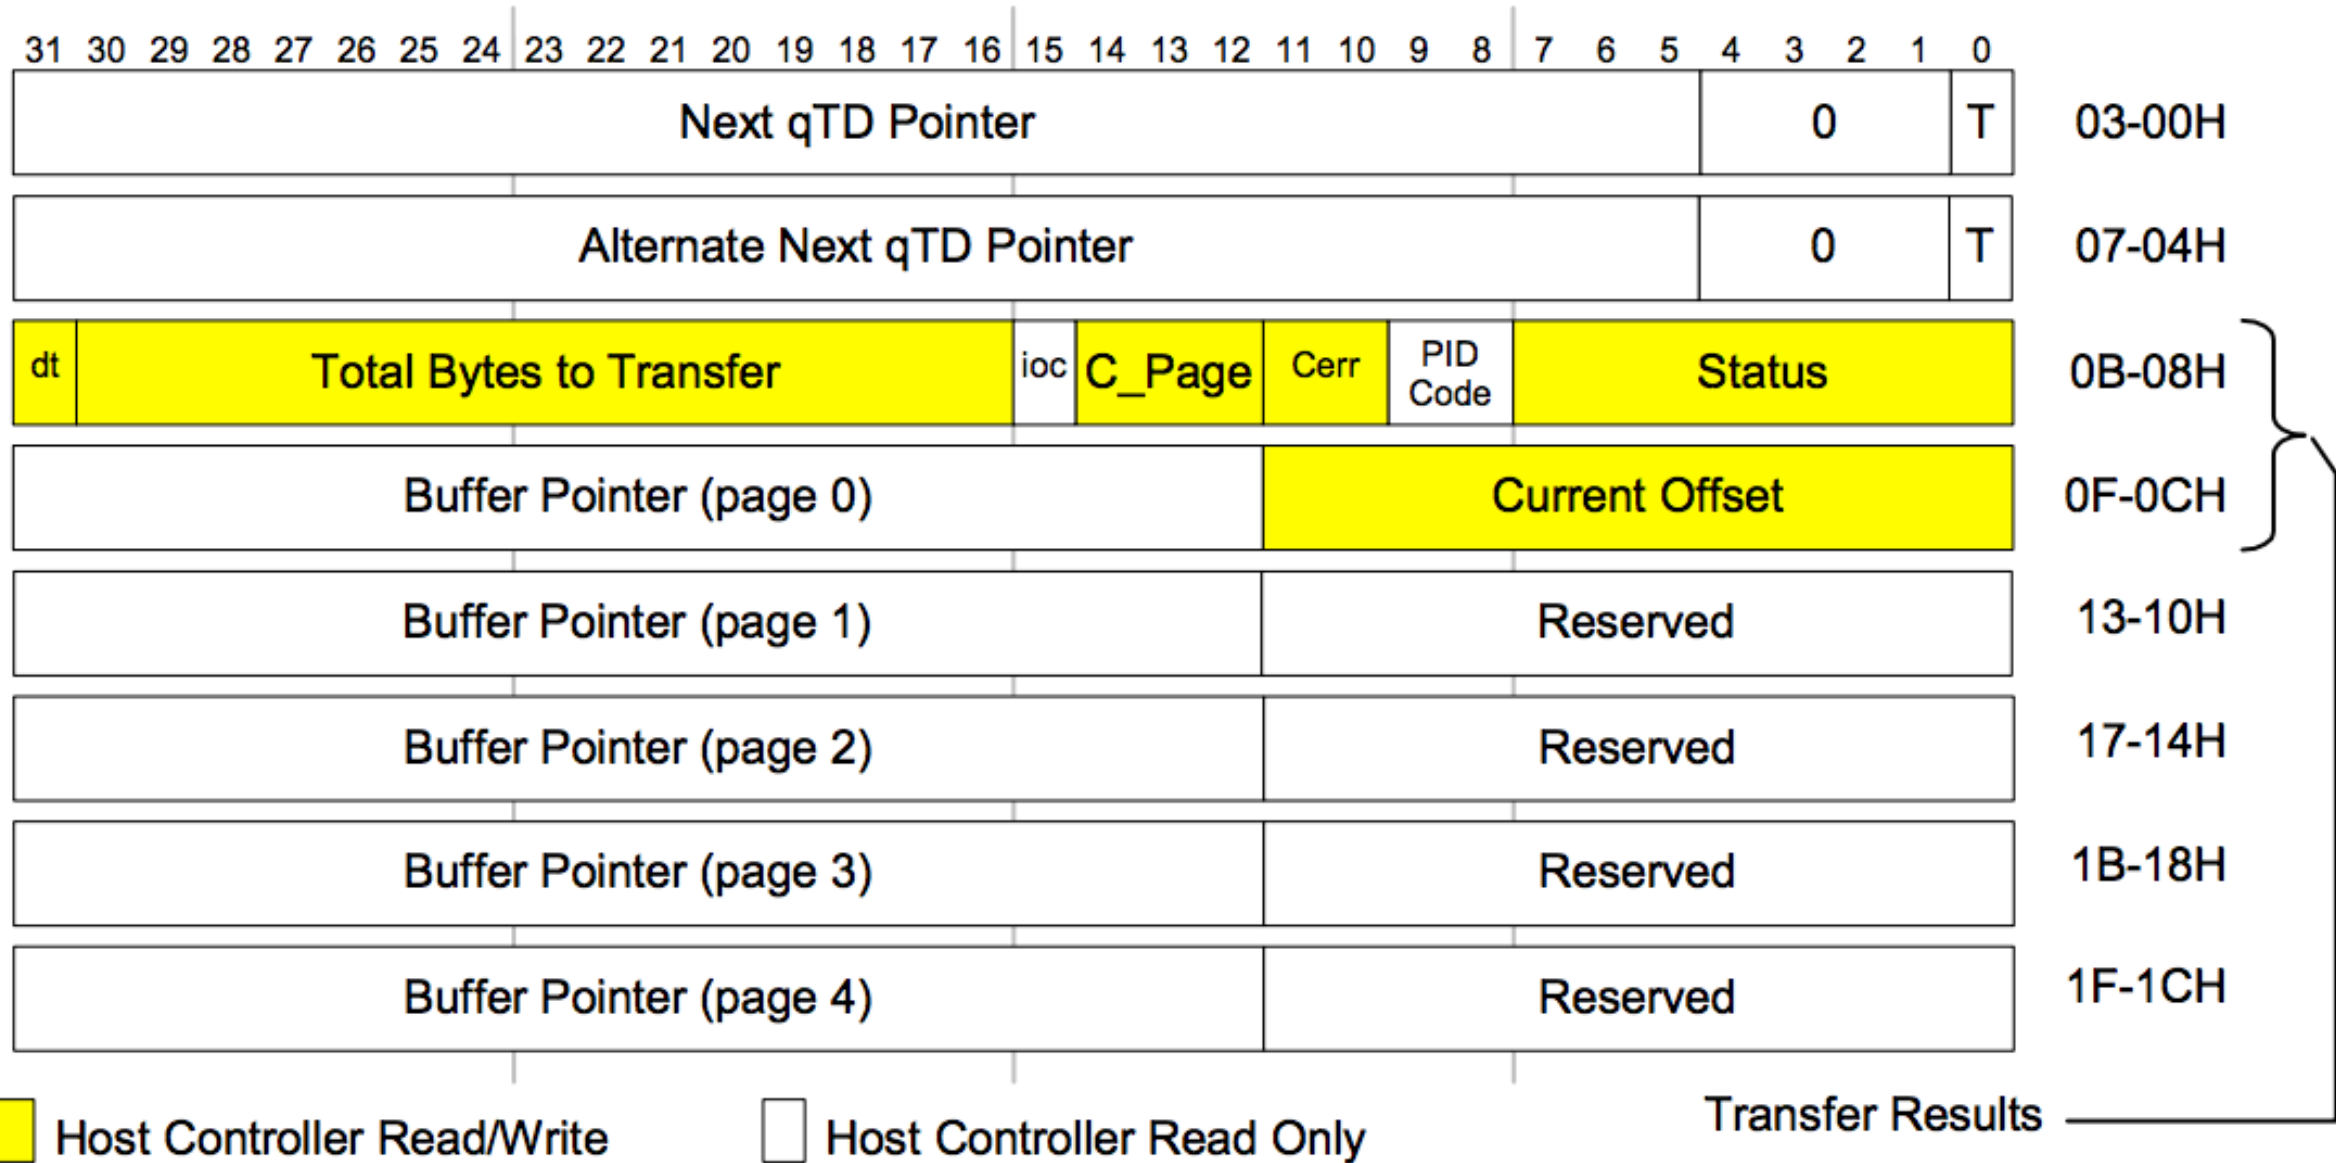 31 30 29 28 27 26 25 24 23 22 21 20 19 18 17 16 15 14 13 12 11 10 9 8 7 6 5 4 3 2 1 0
Next qTD Pointer 0 T 03-00H
Alternate Next qTD Pointer 0 T 07-04H
dt Total Bytes to Transfer ioc C_Page Cerr PID Code Status 0B-08H
Buffer Pointer (page 0) Current Offset 0F-0CH
Buffer Pointer (page 1) Reserved 13-10H
Buffer Pointer (page 2) Reserved 17-14H
Buffer Pointer (page 3) Reserved 1B-18H
Buffer Pointer (page 4) Reserved 1F-1CH
Host Controller Read/Write Host Controller Read Only Transfer Results